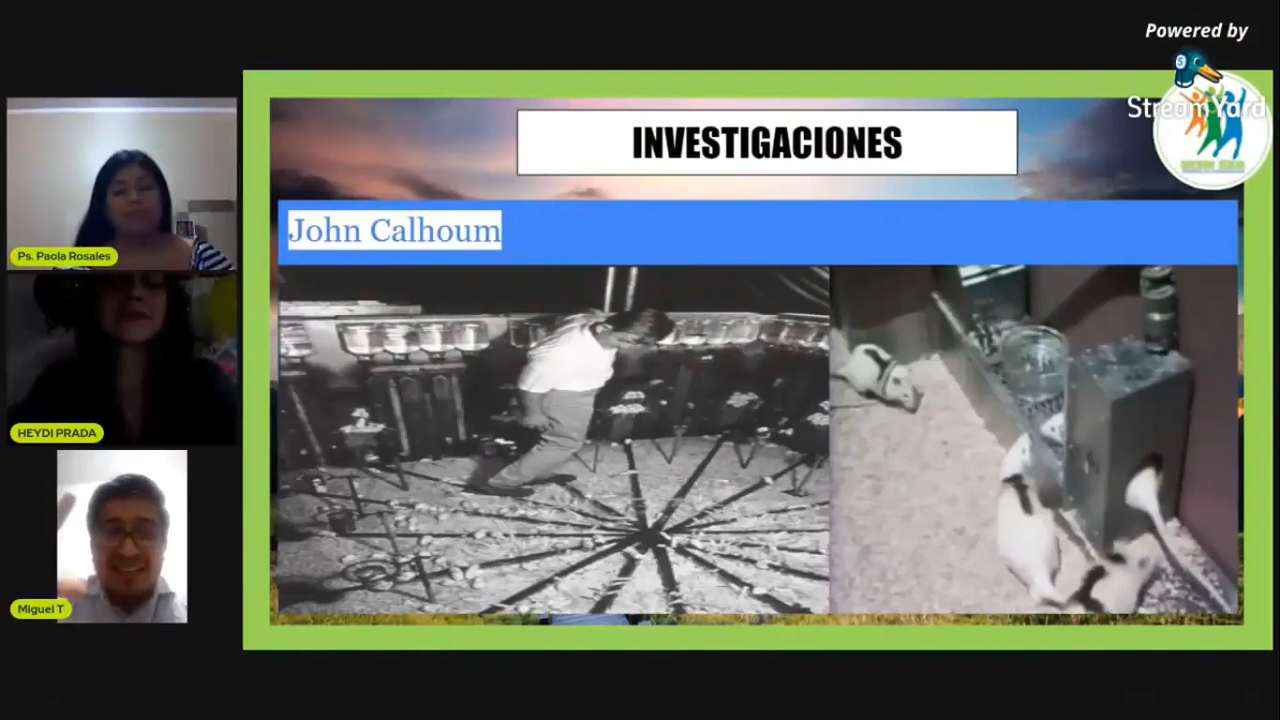 Powered by
StreamYard
INVESTIGACIONES
John Calhoum
Ps. Paola Rosales
HEYDI PRADA
Miguel T